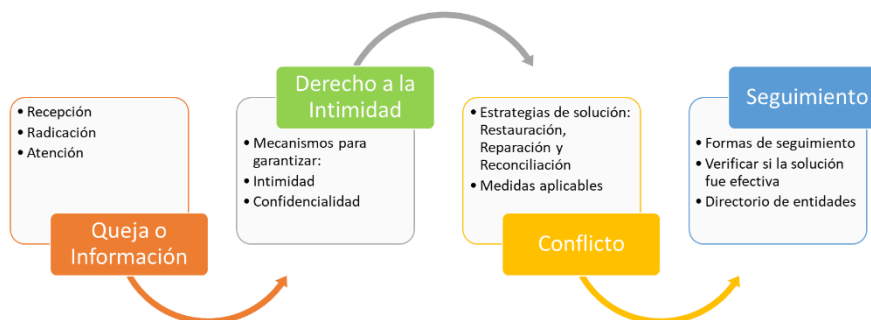 • Recepción
• Radicación
• Atención
Queja o
Información
Derecho a la
Intimidad
• Mecanismos para
garantizar:
• Intimidad
• Confidencialidad
• Estrategias de solución:
Restauración,
Reparación y
Reconciliación
• Medidas aplicables
Conflicto
Seguimiento
• Formas de seguimiento
• Verificar si la solución
fue efectiva
• Directorio de entidades